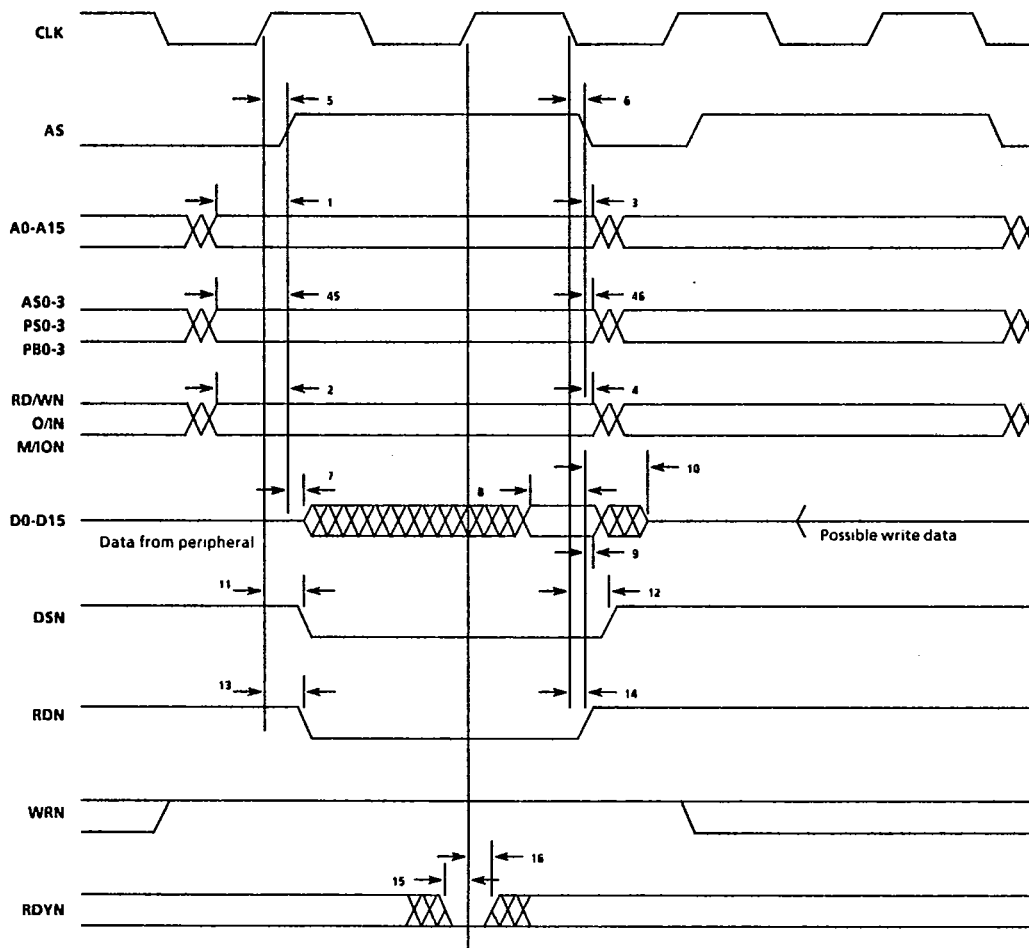 CLK
5
6
AS
1
3
A0-A15
AS0-3
45
46
PS0-3
PB0-3
RD/WN
2
4
O/IN
M/ION
7
8
10
D0-D15
Data from peripheral
Possible write data
9
11
12
DSN
13
14
RDN
WRN
16
15
RDYN